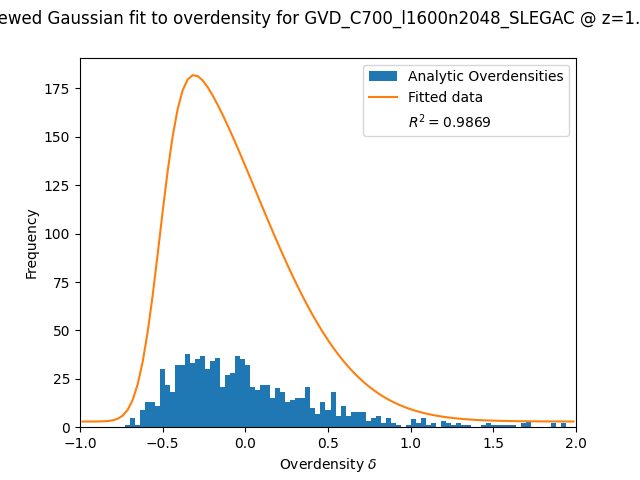 ewed Gaussian fit to overdensity for GVD_C700_l1600n2048_SLEGAC @ z=1.
Analytic Overdensities
Fitted data
R² = 0.9869
Frequency
175
150
125
100
75
50
25
0
−1.0 −0.5 0.0 0.5 1.0 1.5 2.0
Overdensity δ